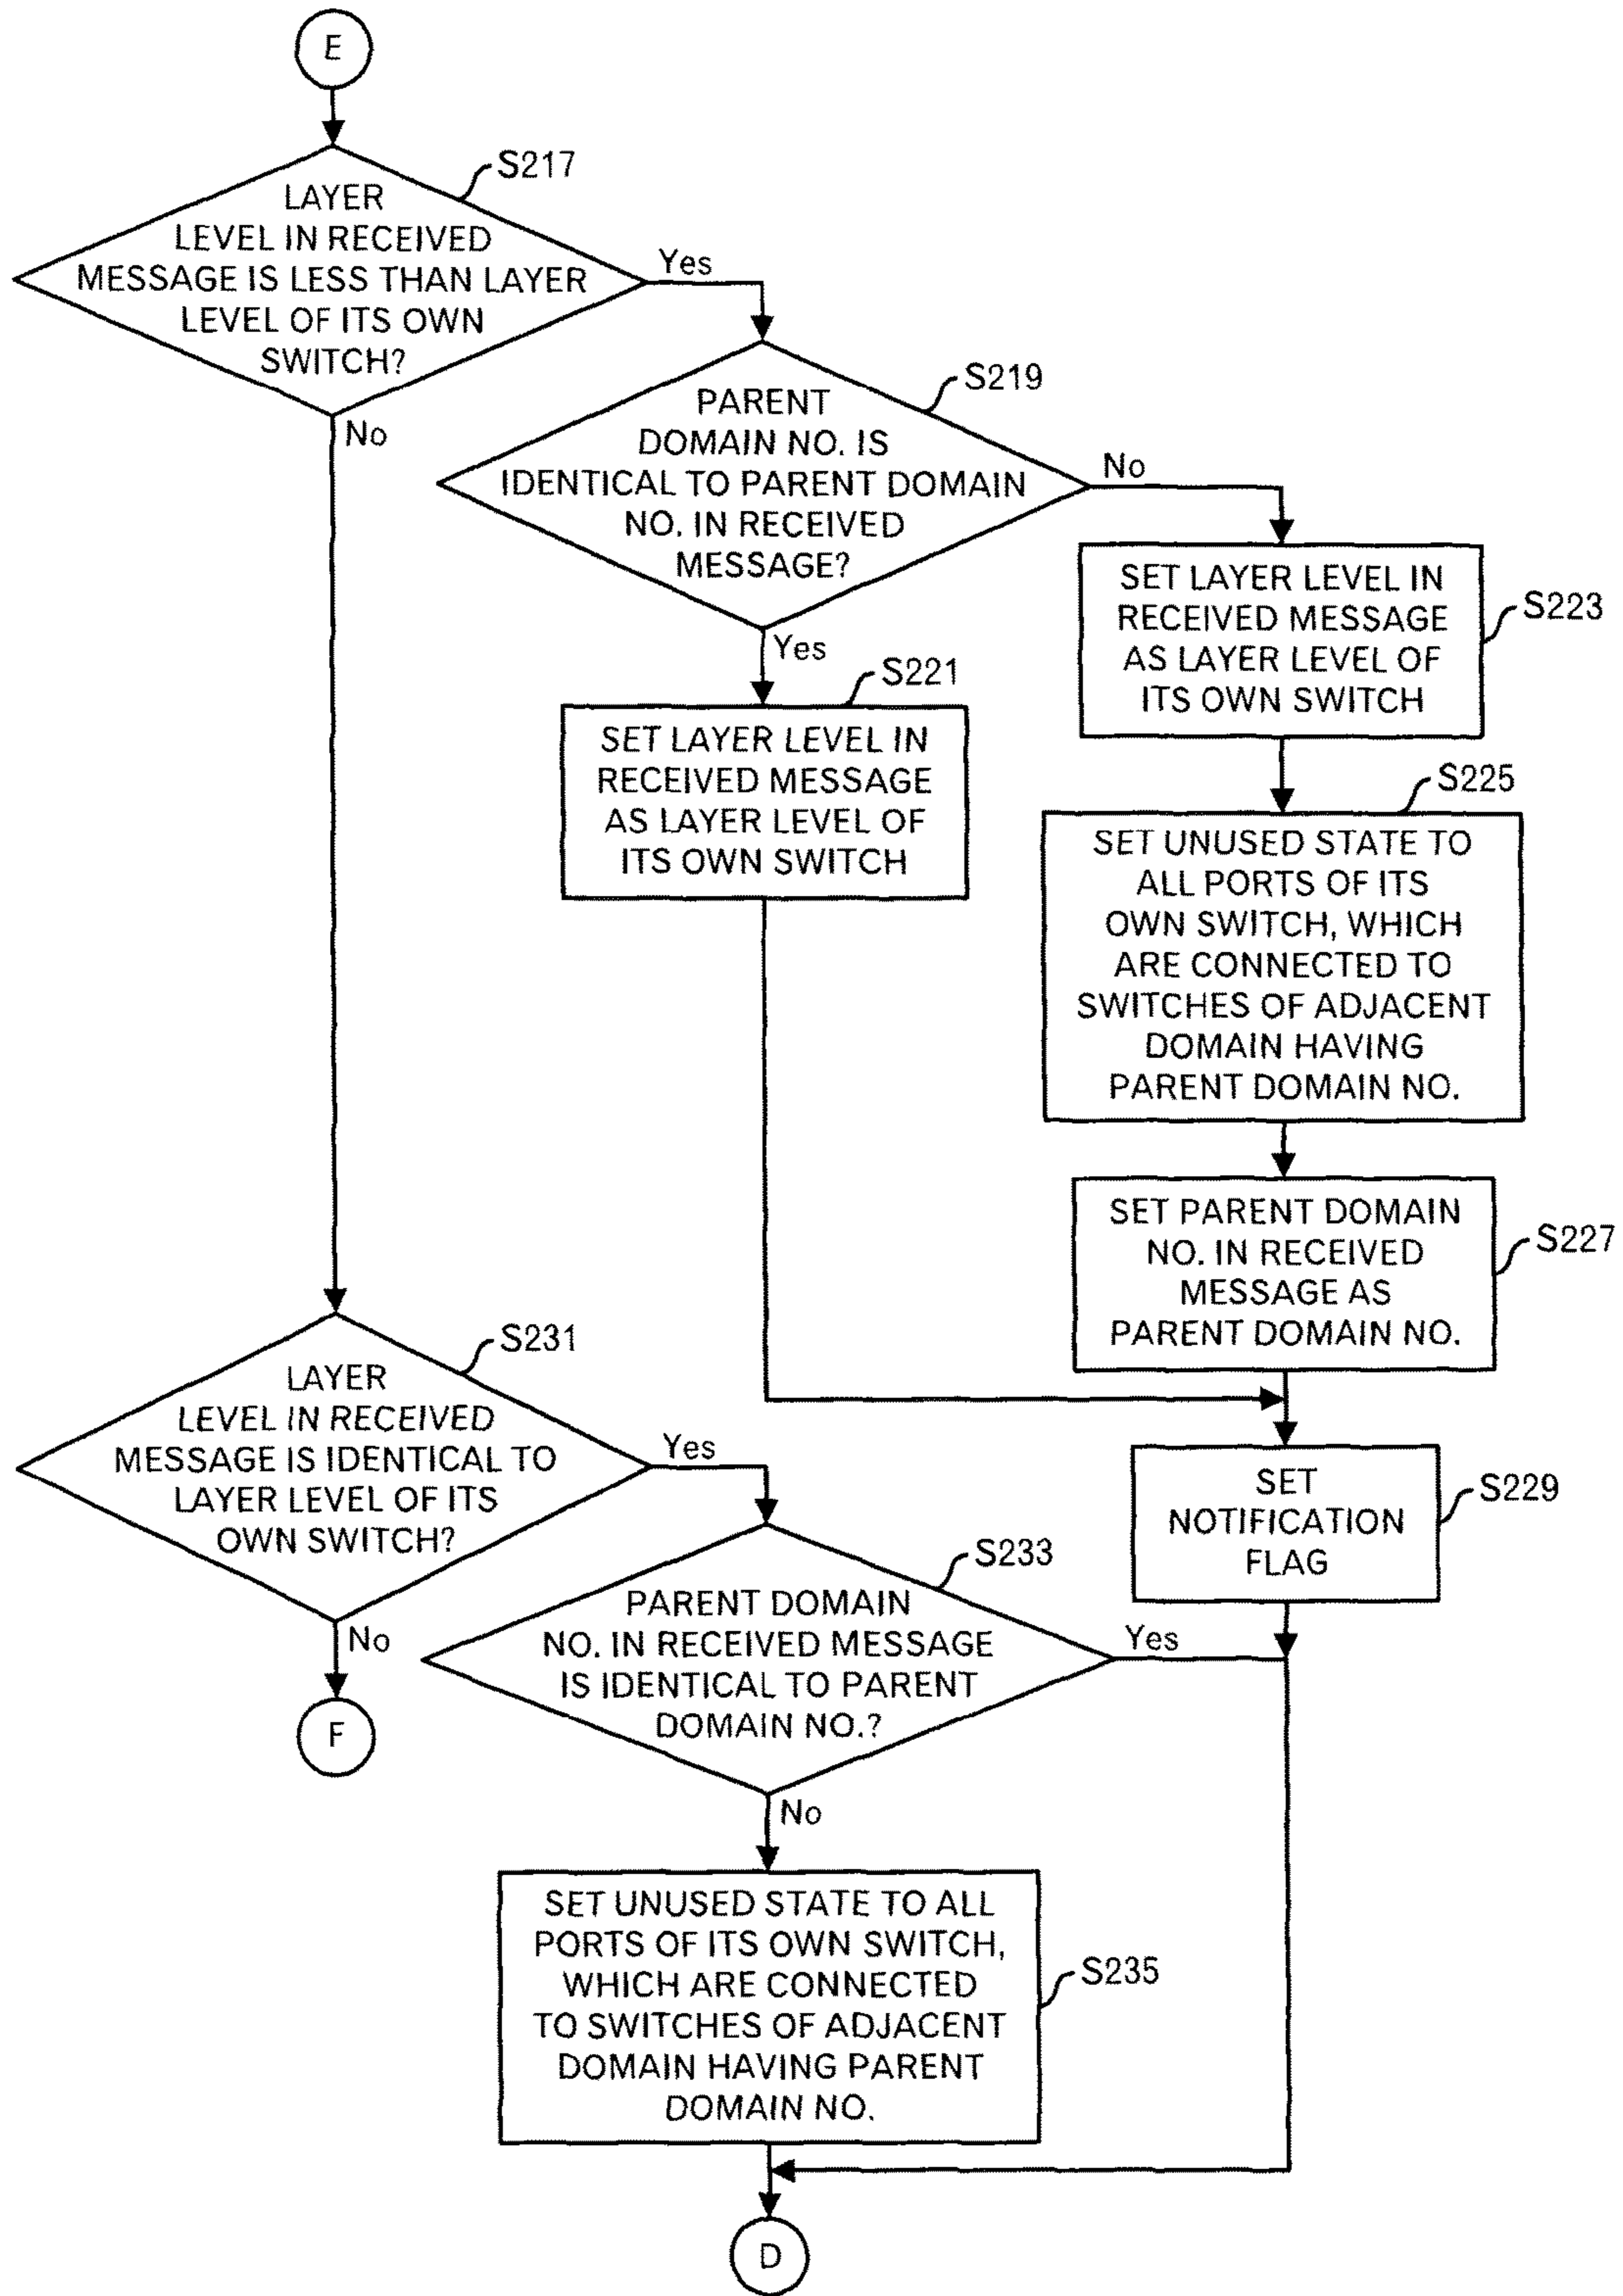 E
S217
LAYER
LEVEL IN RECEIVED
MESSAGE IS LESS THAN LAYER
LEVEL OF ITS OWN
SWITCH?
Yes
No
S219
PARENT
DOMAIN NO. IS
IDENTICAL TO PARENT DOMAIN
NO. IN RECEIVED
MESSAGE?
No
Yes
S223
SET LAYER LEVEL IN
RECEIVED MESSAGE
AS LAYER LEVEL OF
ITS OWN SWITCH
S221
SET LAYER LEVEL IN
RECEIVED MESSAGE
AS LAYER LEVEL OF
ITS OWN SWITCH
S225
SET UNUSED STATE TO
ALL PORTS OF ITS
OWN SWITCH, WHICH
ARE CONNECTED TO
SWITCHES OF ADJACENT
DOMAIN HAVING
PARENT DOMAIN NO.
S227
SET PARENT DOMAIN
NO. IN RECEIVED
MESSAGE AS
PARENT DOMAIN NO.
S231
LAYER
LEVEL IN RECEIVED
MESSAGE IS IDENTICAL TO
LAYER LEVEL OF ITS
OWN SWITCH?
Yes
No
F
S229
SET
NOTIFICATION
FLAG
S233
PARENT DOMAIN
NO. IN RECEIVED MESSAGE
IS IDENTICAL TO PARENT
DOMAIN NO.?
Yes
No
S235
SET UNUSED STATE TO ALL
PORTS OF ITS OWN SWITCH,
WHICH ARE CONNECTED
TO SWITCHES OF ADJACENT
DOMAIN HAVING PARENT
DOMAIN NO.
D